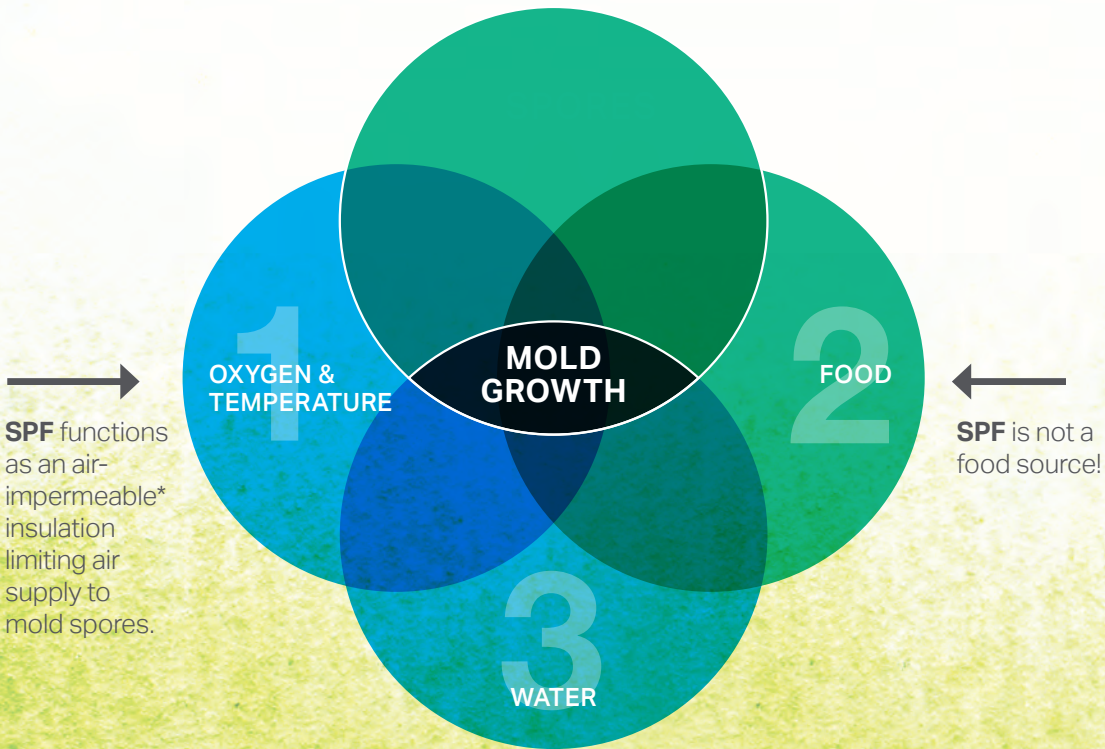 MOLD
GROWTH
1
OXYGEN &
TEMPERATURE
2
FOOD
SPF functions
as an air-
impermeable*
insulation
limiting air
supply to
mold spores.
SPF is not a
food source!
3
WATER